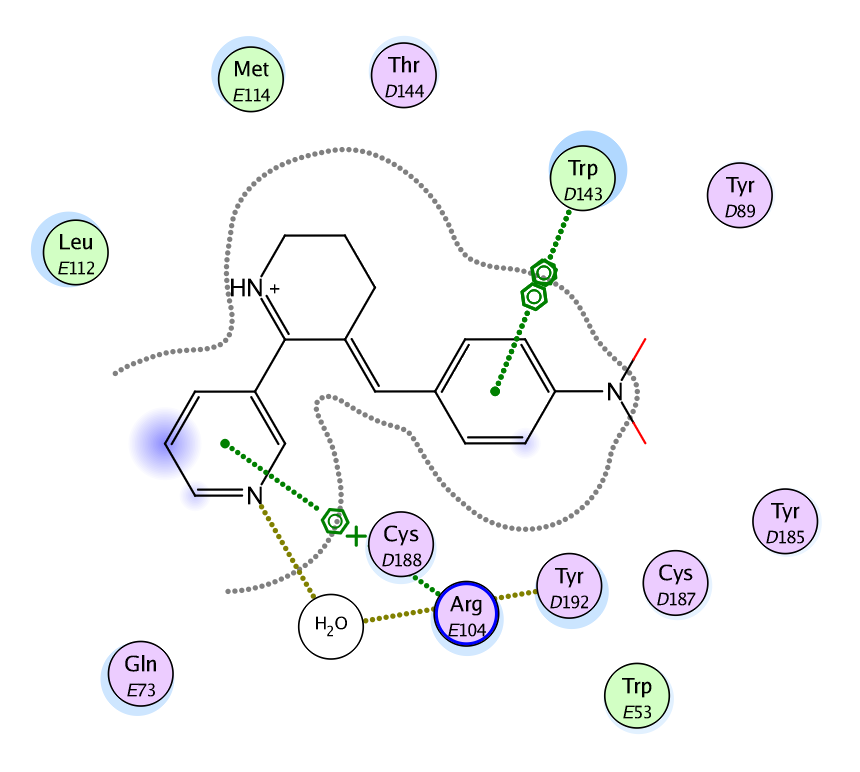 Met
E114
Thr
D144
Trp
D143
Tyr
D89
Leu
E112
HN +
N
N
Cys
D188
Tyr
D185
Arg
E104
Tyr
D192
Cys
D187
H₂O
Gln
E73
Trp
E53